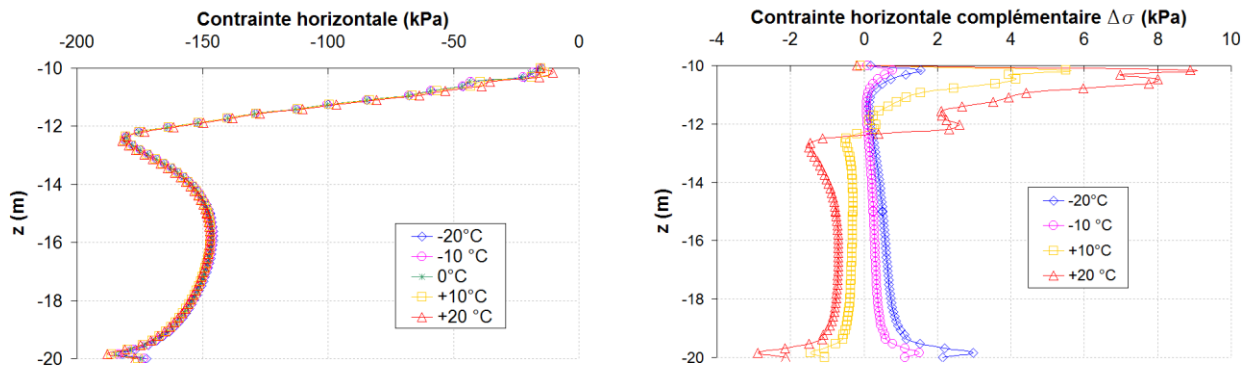 Contrainte horizontale (kPa)
-200 -150 -100 -50 0
-10
-12
-14
-16
-18
-20
z (m)
-20°C
-10 °C
0°C
+10°C
+20 °C
Contrainte horizontale complémentaire Δσ (kPa)
-4 -2 0 2 4 6 8 10
-10
-12
-14
-16
-18
-20
z (m)
-20°C
-10 °C
+10°C
+20 °C